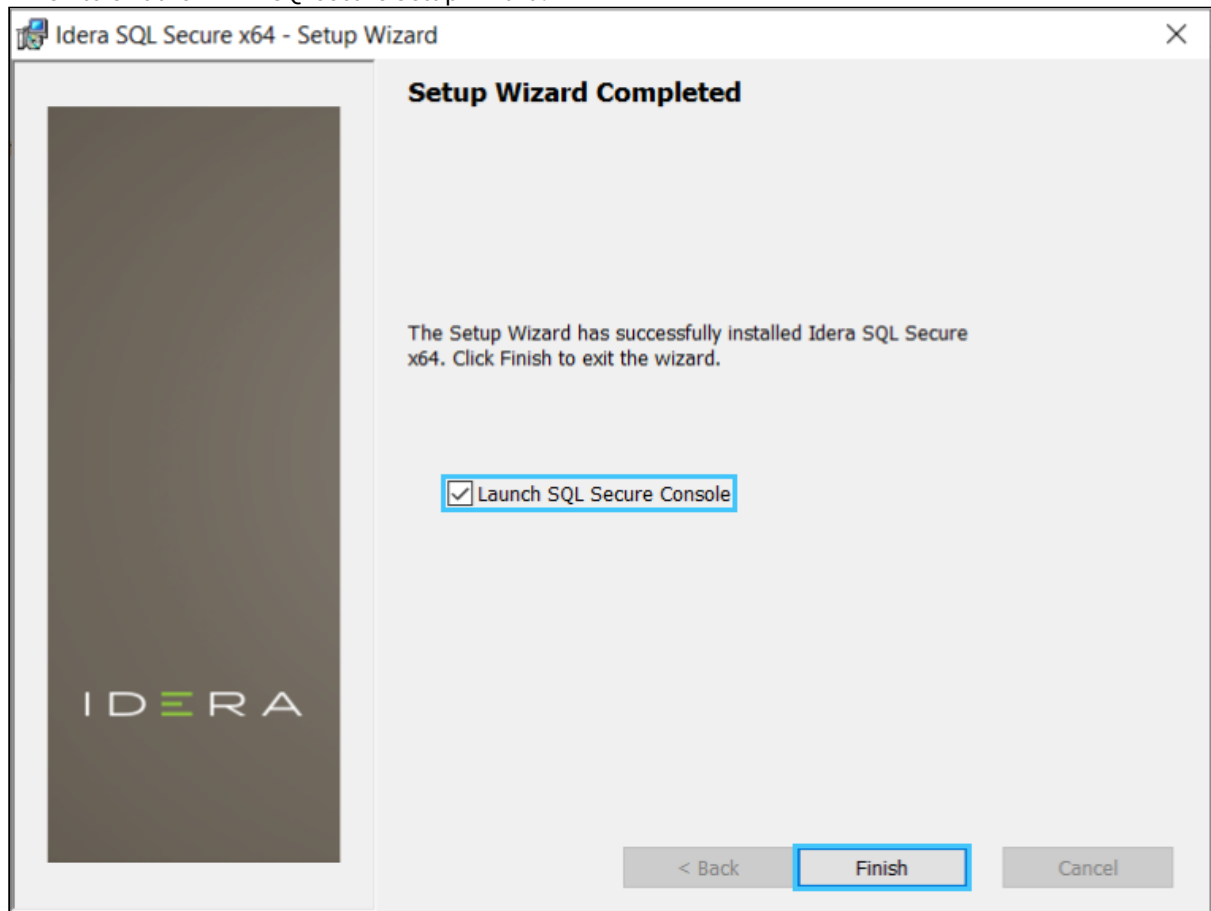 Idera SQL Secure x64 - Setup Wizard
Setup Wizard Completed
The Setup Wizard has successfully installed Idera SQL Secure
x64. Click Finish to exit the wizard.
Launch SQL Secure Console
IDERA
< Back
Finish
Cancel